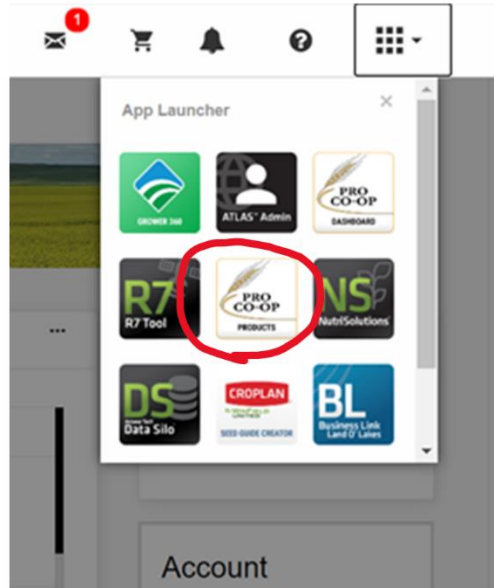 1
App Launcher
×
GROWER 360
ATLAS™ Admin
PRO
CO-OP
DASHBOARD
R7
R7 Tool
PRO
CO-OP
PRODUCTS
NS
NutriSolutions
DS
Data Silo
CROPLAN
SEED GUIDE CREATOR
BL
Business Link
Land O' Lakes
Account